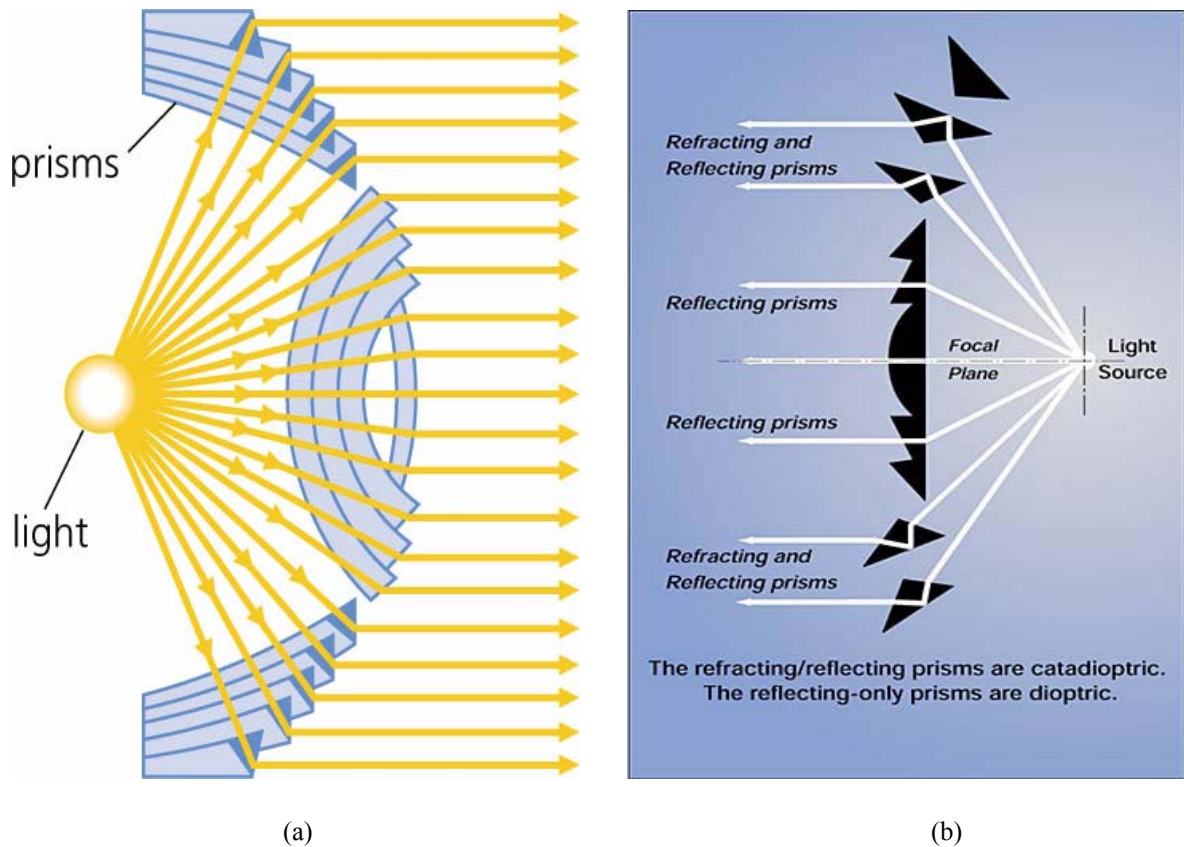 prisms
light
(a)
Refracting and
Reflecting prisms
Reflecting prisms
Focal
Plane
Light
Source
Reflecting prisms
Refracting and
Reflecting prisms
The refracting/reflecting prisms are catadioptric.
The reflecting-only prisms are dioptric.
(b)